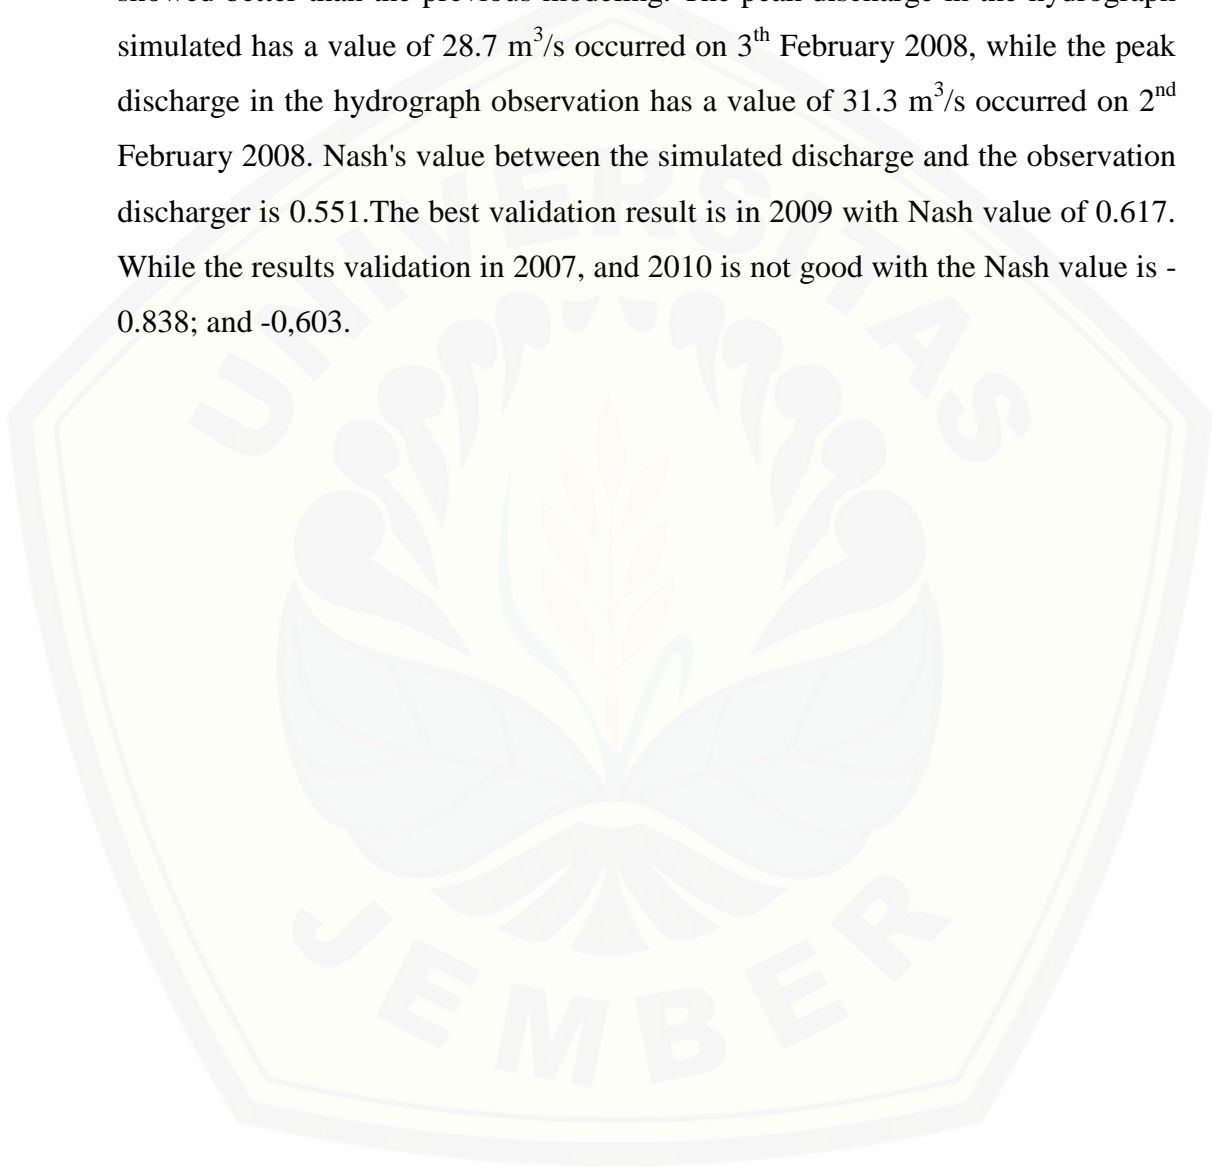 showed better than the previous modeling. The peak discharge in the hydrograph
simulated has a value of 28.7 m³/s occurred on 3ᵗʰ February 2008, while the peak
discharge in the hydrograph observation has a value of 31.3 m³/s occurred on 2ⁿᵈ
February 2008. Nash's value between the simulated discharge and the observation
discharger is 0.551.The best validation result is in 2009 with Nash value of 0.617.
While the results validation in 2007, and 2010 is not good with the Nash value is -
0.838; and -0,603.
UNIVERSITAS
JEMBER